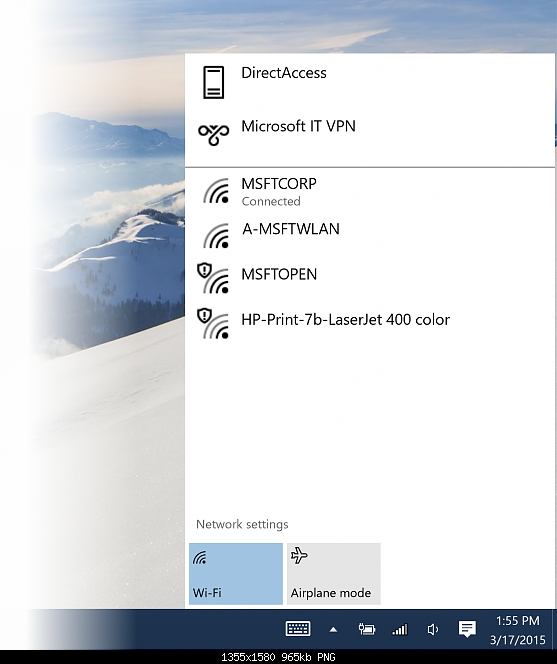 DirectAccess
Microsoft IT VPN
MSFTCORP
Connected
A-MSFTWLAN
MSFTOPEN
HP-Print-7b-LaserJet 400 color
Network settings
Wi-Fi
Airplane mode
1:55 PM
3/17/2015
1355x1580 965kb PNG